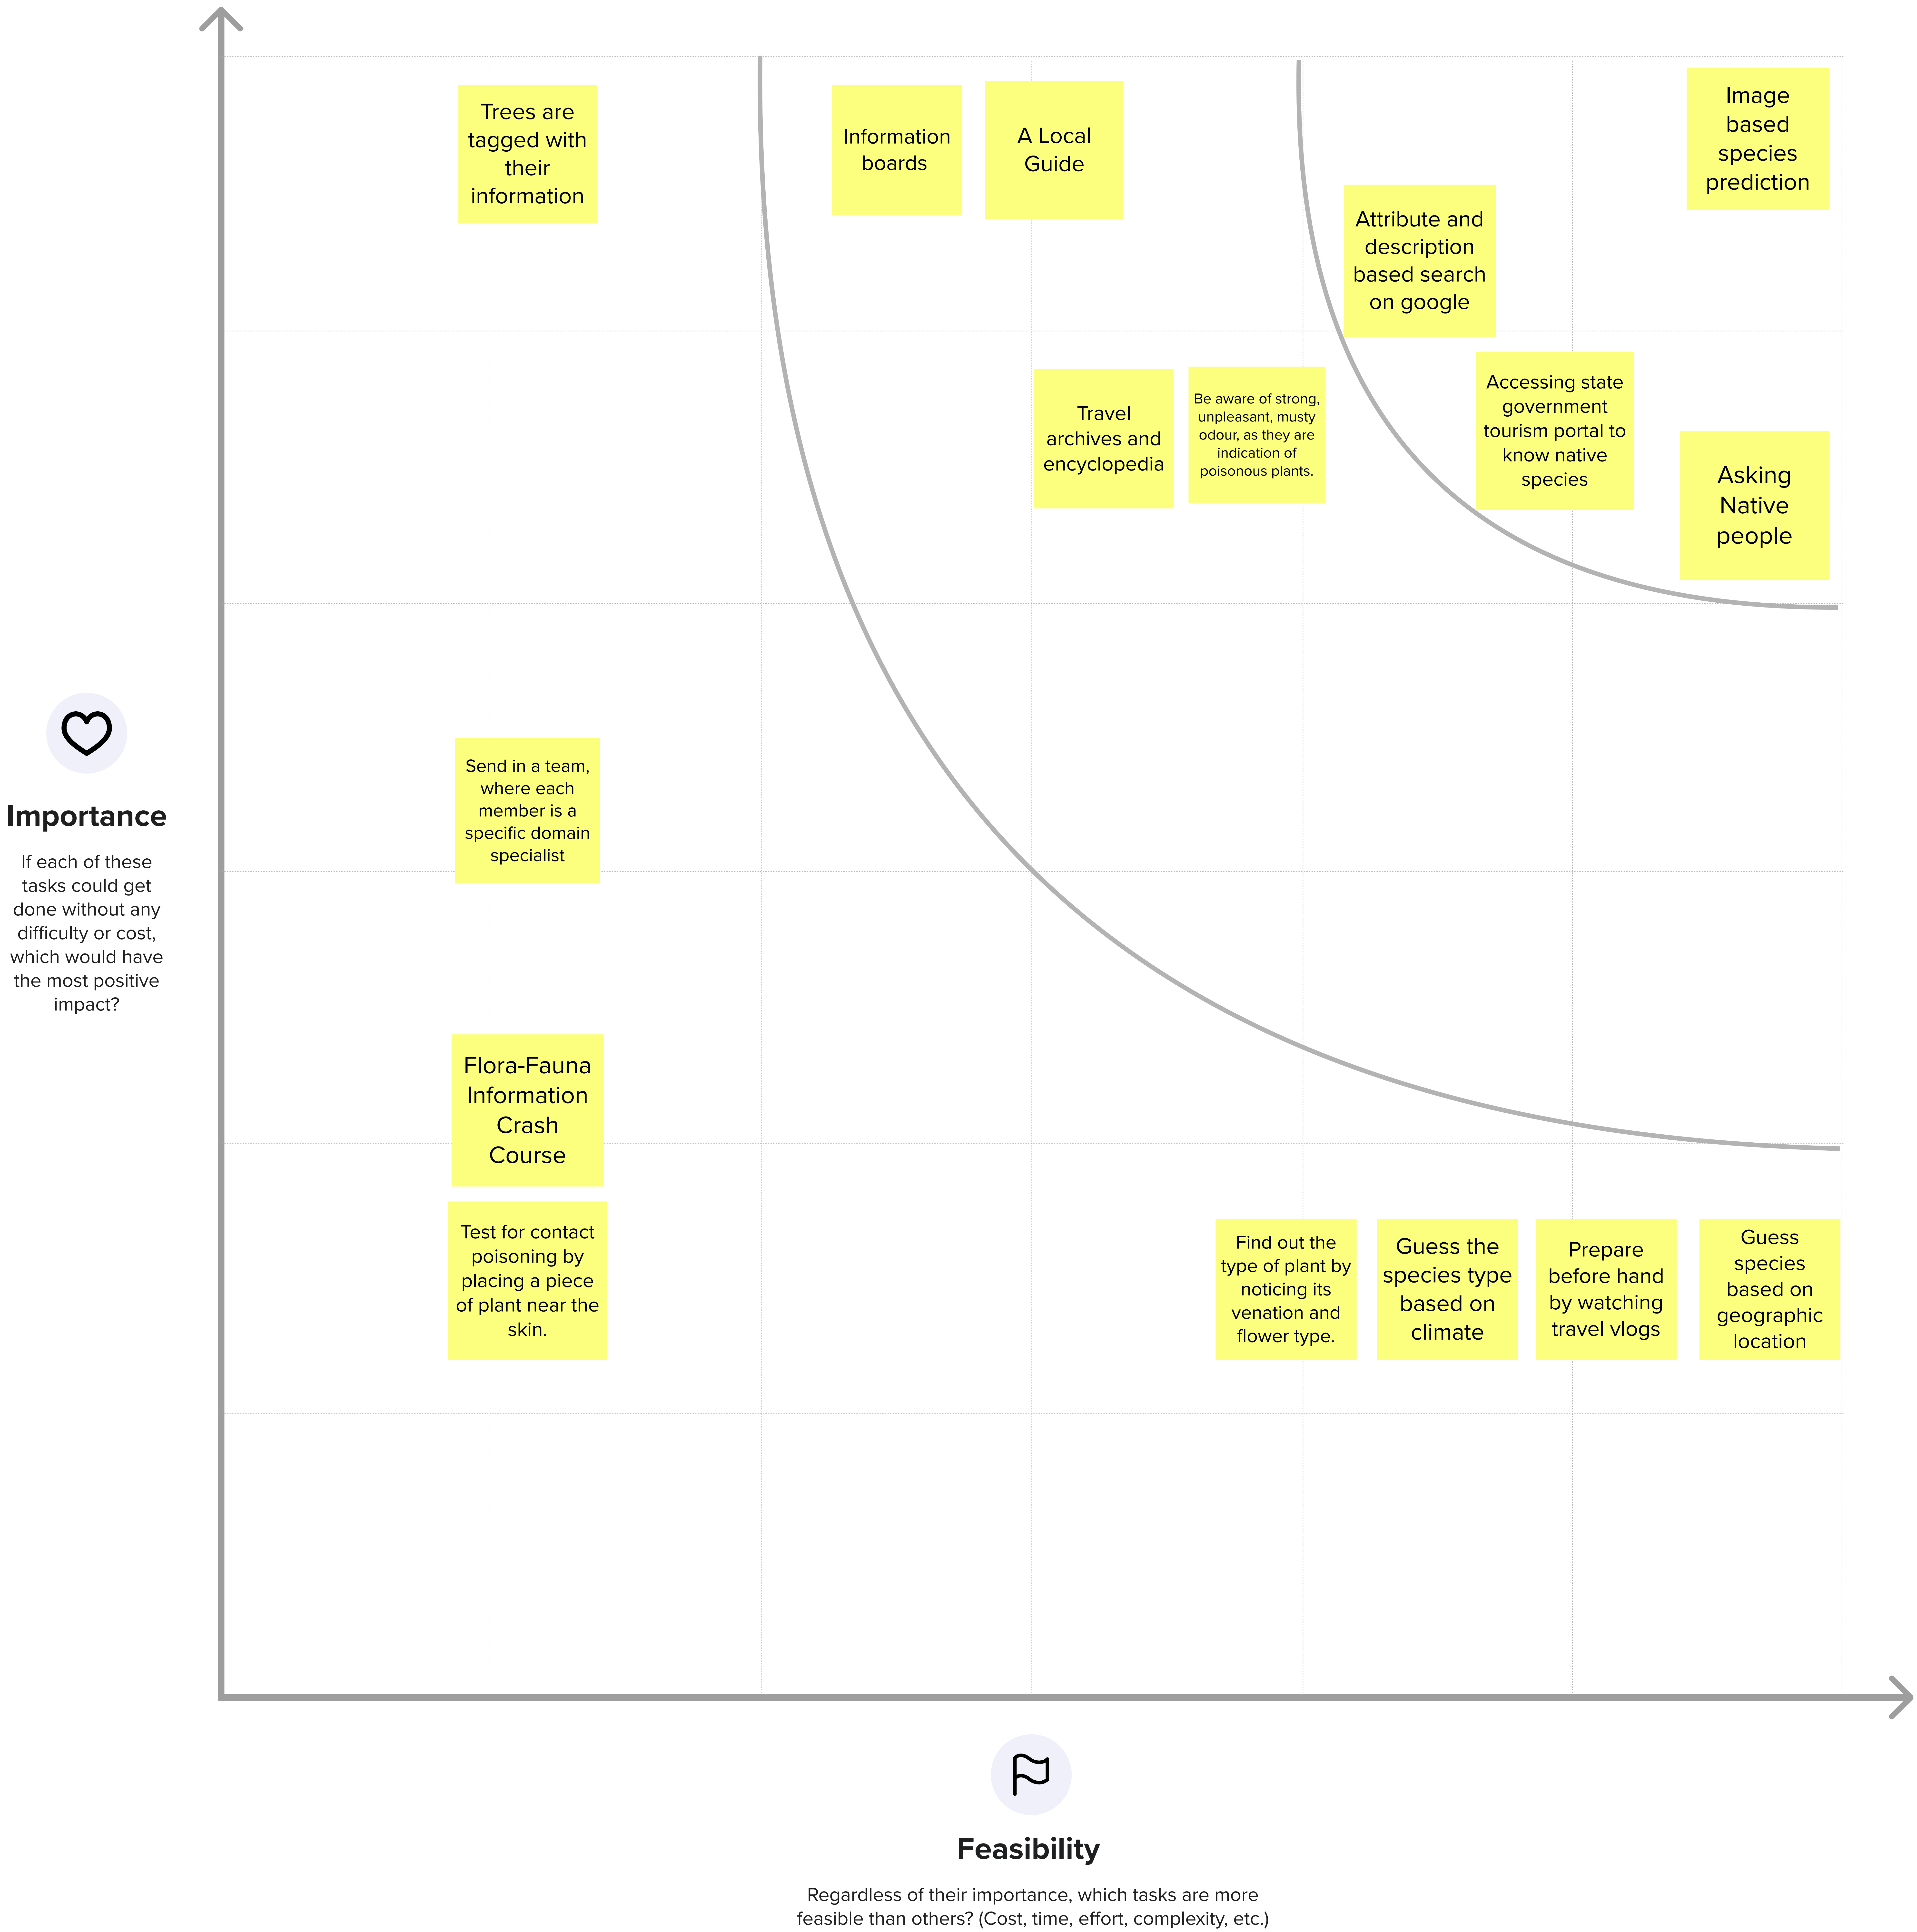 Trees are
tagged with
their
information
Information
boards
A Local
Guide
Image
based
species
prediction
Attribute and
description
based search
on google
Travel
archives and
encyclopedia
Be aware of strong,
unpleasant, musty
odour, as they are
indication of
poisonous plants.
Accessing state
government
tourism portal to
know native
species
Asking
Native
people
Importance
If each of these
tasks could get
done without any
difficulty or cost,
which would have
the most positive
impact?
Send in a team,
where each
member is a
specific domain
specialist
Flora-Fauna
Information
Crash
Course
Test for contact
poisoning by
placing a piece
of plant near the
skin.
Find out the
type of plant by
noticing its
venation and
flower type.
Guess the
species type
based on
climate
Prepare
before hand
by watching
travel vlogs
Guess
species
based on
geographic
location
Feasibility
Regardless of their importance, which tasks are more
feasible than others? (Cost, time, effort, complexity, etc.)